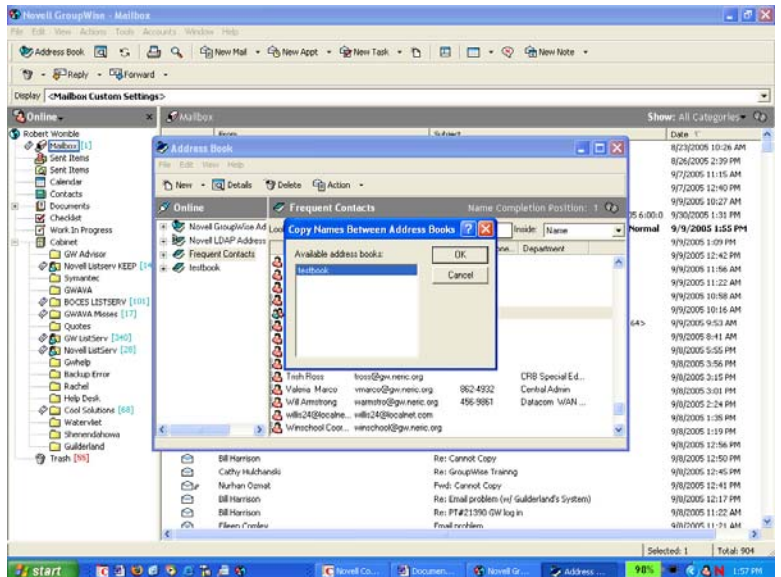 Novell GroupWise - Mailbox
File Edit View Actions Tools Accounts Window Help
Address Book New Mail New Appt New Task New Note
Reply Forward
Display <Mailbox Custom Settings>
Online Mailbox Show: All Categories
Robert Womble
Mailbox [1]
Sent Items
Sent Items
Calendar
Contacts
Documents
Checklist
Work In Progress
Cabinet
GW Advisor
Novell Listserv KEEP
Symantec
GWAVA
BOCES LISTSERV [101]
GWAVA Moses [17]
Quotes
GW ListServ [240]
Novell ListServ [28]
Gwhelp
Backup Error
Rachel
Help Desk
Cool Solutions [68]
Watervliet
Shenendahowa
Guilderland
Trash [55]
From Subject Date
8/23/2005 10:26 AM
8/26/2005 2:39 PM
9/7/2005 11:15 AM
9/7/2005 12:40 PM
9/9/2005 10:27 AM
9/30/2005 1:31 PM
Normal 9/9/2005 1:55 PM
9/9/2005 1:09 PM
9/9/2005 12:42 PM
9/9/2005 11:56 AM
9/9/2005 11:22 AM
9/9/2005 10:58 AM
9/9/2005 10:16 AM
9/9/2005 9:53 AM
9/9/2005 8:41 AM
9/8/2005 5:55 PM
9/8/2005 3:56 PM
9/8/2005 3:15 PM
9/8/2005 3:01 PM
9/8/2005 2:24 PM
9/8/2005 1:35 PM
9/8/2005 1:19 PM
9/8/2005 12:56 PM
Address Book
File Edit View Help
New Details Delete Action
Online Frequent Contacts Name Completion Position: 1
Novell GroupWise Ad
Novell LDAP Address
Frequent Contacts
testbook
Inside: Name
Department
Copy Names Between Address Books
Available address books:
testbook
OK
Cancel
Trish Ross tross@gw.neric.org CRB Special Ed...
Valena Marco vmarco@gw.neric.org 862-4932 Central Admin
Will Armstrong warmstro@gw.neric.org 456-9861 Datacom WAN ...
willis24@localne... willis24@localnet.com
Winschool Coor... winschool@gw.neric.org
Bill Harrison Re: Cannot Copy 9/8/2005 12:50 PM
Cathy Hulchanski Re: GroupWise Trainng 9/8/2005 12:45 PM
Nurhan Ozmat Fwd: Cannot Copy 9/8/2005 12:41 PM
Bill Harrison Re: Email problem (w/ Guilderland's System) 9/8/2005 12:17 PM
Bill Harrison Re: PT#21390 GW log in 9/8/2005 11:22 AM
Eileen Comley Email problem 9/8/2005 11:21 AM
Selected: 1 Total: 904
start Novell Co... Documen... Novell Gr... Address ... 98% 1:57 PM